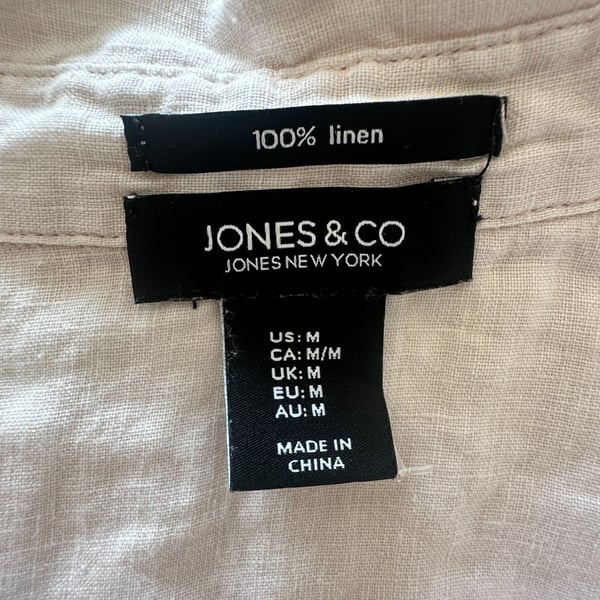 100% linen
JONES & CO
JONES NEW YORK
US: M
CA: M/M
UK: M
EU: M
AU: M
MADE IN
CHINA